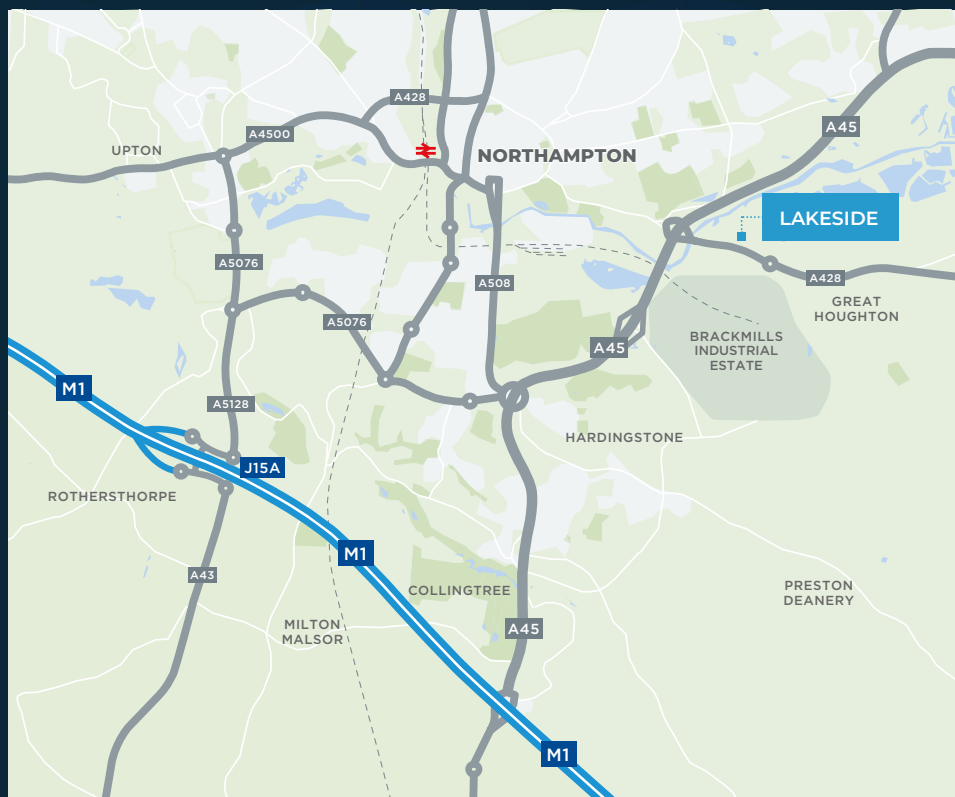 A428
A4500
A45
UPTON
NORTHAMPTON
LAKESIDE
A5076
A508
A428
GREAT
HOUGHTON
A5076
BRACKMILLS
INDUSTRIAL
ESTATE
A45
M1
A5128
HARDINGSTONE
J15A
ROTHERSTHORPE
M1
A43
COLLINGTREE
PRESTON
DEANERY
MILTON
MALSOR
A45
M1